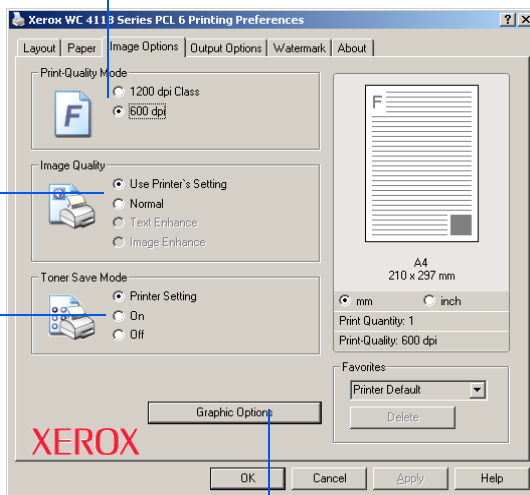 Xerox WC 4118 Series PCL 6 Printing Preferences
Layout Paper Image Options Output Options Watermark About
Print-Quality Mode
1200 dpi Class
600 dpi
F
Image Quality
Use Printer's Setting
Normal
Text Enhance
Image Enhance
Toner Save Mode
Printer Setting
On
Off
Graphic Options
XEROX
F
A4
210 x 297 mm
mm inch
Print Quantity: 1
Print-Quality: 600 dpi
Favorites
Printer Default
Delete
OK Cancel Apply Help